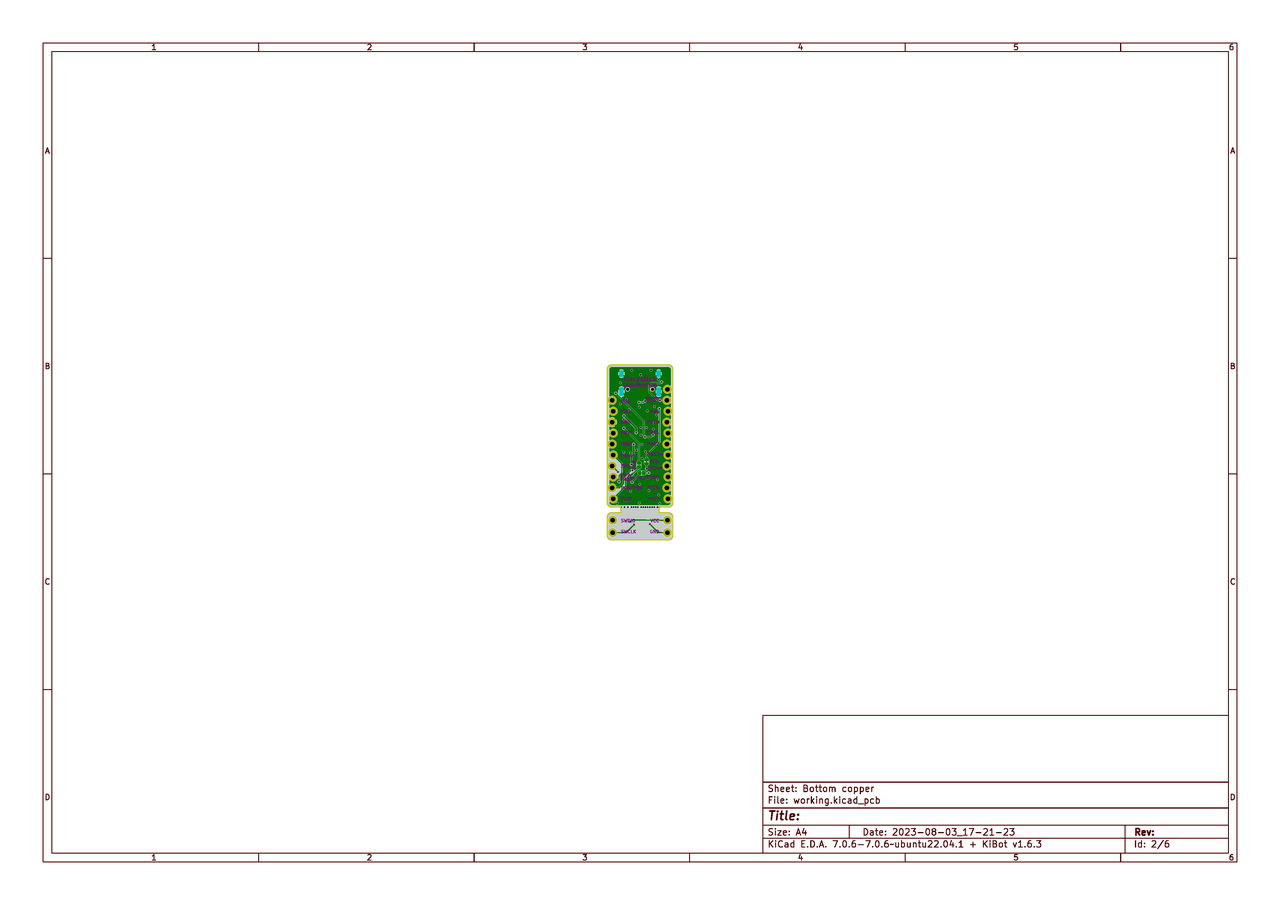 1 2 3 4 5 6
A A
B B
C C
D D
SWDIO VCC
SWCLK GND
Sheet: Bottom copper
File: working.kicad_pcb
Title:
Size: A4 Date: 2023-08-03_17-21-23 Rev:
KiCad E.D.A. 7.0.6-7.0.6~ubuntu22.04.1 + KiBot v1.6.3 Id: 2/6
1 2 3 4 5 6